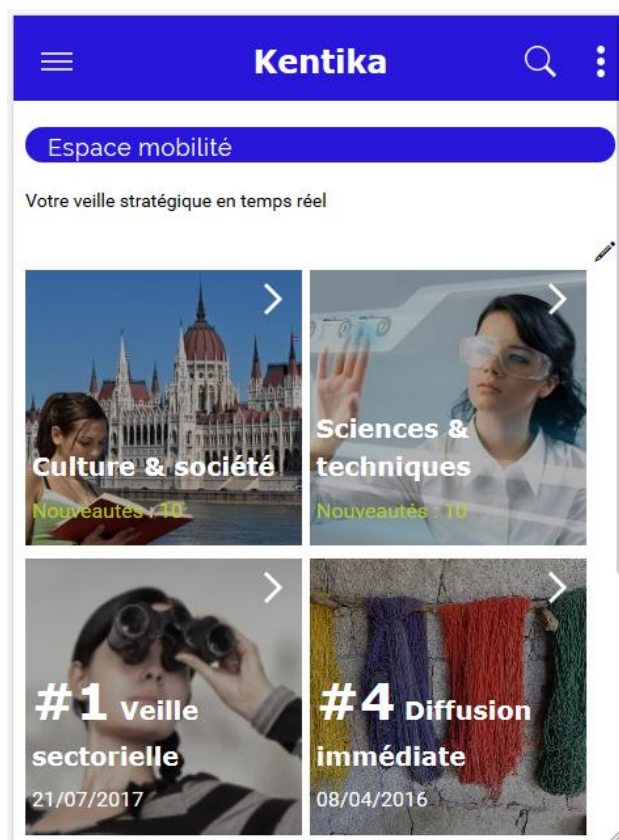 Kentika
Espace mobilité
Votre veille stratégique en temps réel
Culture & société
Nouveautés : 10
Sciences &
techniques
Nouveautés : 10
#1 Veille
sectorielle
21/07/2017
#4 Diffusion
immédiate
08/04/2016